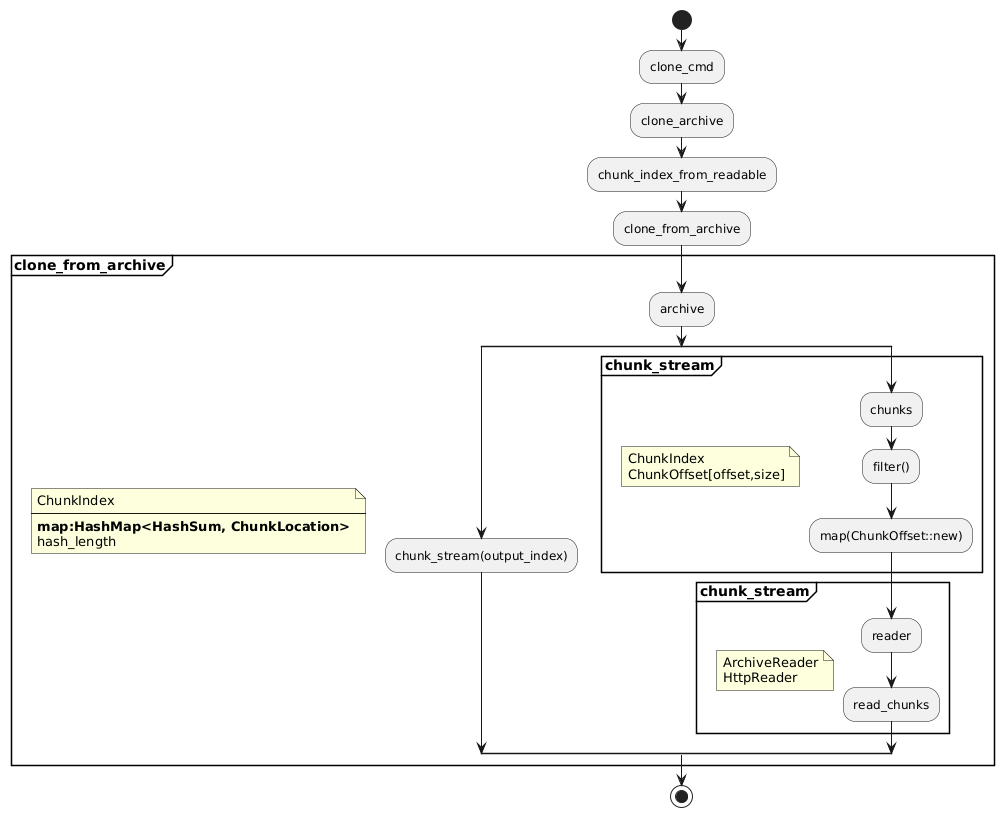 clone_cmd
clone_archive
chunk_index_from_readable
clone_from_archive
clone_from_archive
archive
chunk_stream
chunks
ChunkIndex
ChunkOffset[offset,size]
filter()
map(ChunkOffset::new)
ChunkIndex
map:HashMap<HashSum, ChunkLocation>
hash_length
chunk_stream(output_index)
chunk_stream
reader
ArchiveReader
HttpReader
read_chunks